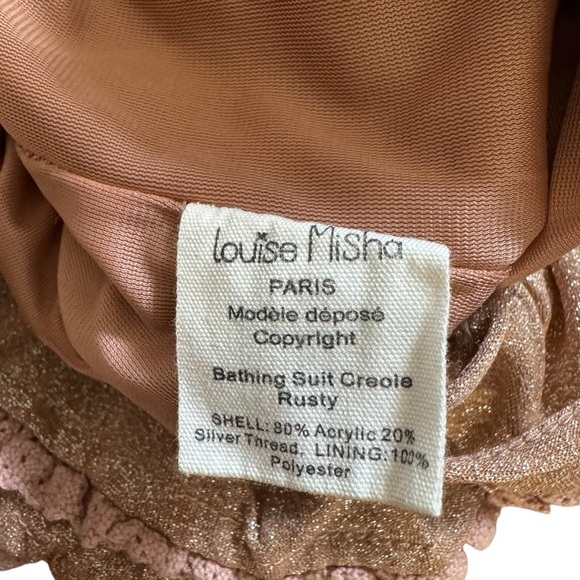 Louise Misha
PARIS
Modèle déposé
Copyright
Bathing Suit Creole
Rusty
SHELL: 80% Acrylic 20%
Silver Thread, LINING: 100%
Polyester